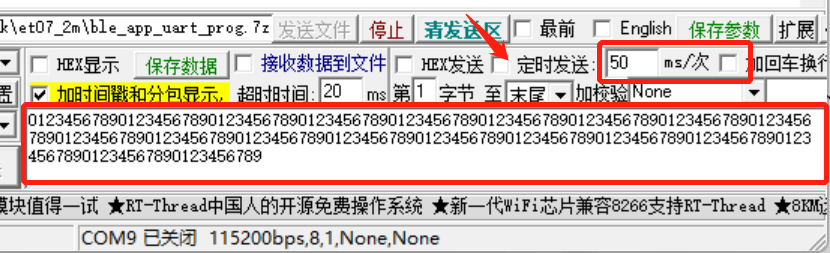 k\et07_2m\ble_app_uart_prog.7z 发送文件 停止 清发送区 最前 English 保存参数 扩展
HEX显示 保存数据 接收数据到文件 HEX发送 定时发送: 50 ms/次 加回车换行
置 加时间戳和分包显示, 超时时间: 20 ms 第 1 字节 至 末尾 加校验 None
012345678901234567890123456789012345678901234567890123456789012345678901234567890123456
789012345678901234567890123456789012345678901234567890123456789012345678901234567890123
45678901234567890123456789
模块值得一试 ★RT-Thread中国人的开源免费操作系统 ★新一代WiFi芯片兼容8266支持RT-Thread ★8KM
COM9 已关闭 115200bps,8,1,None,None